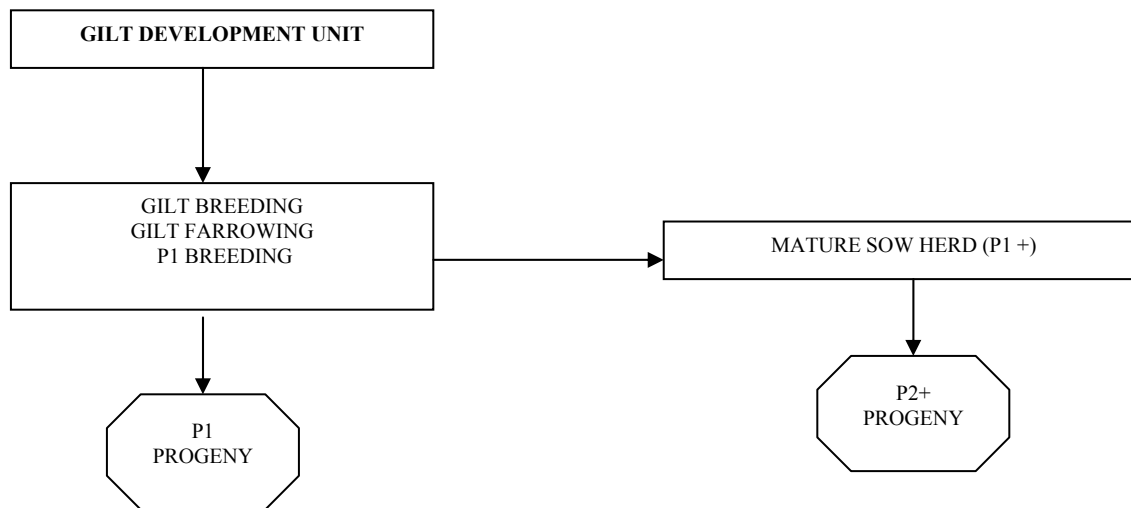 GILT DEVELOPMENT UNIT
GILT BREEDING
GILT FARROWING
P1 BREEDING
MATURE SOW HERD (P1 +)
P1
PROGENY
P2+
PROGENY